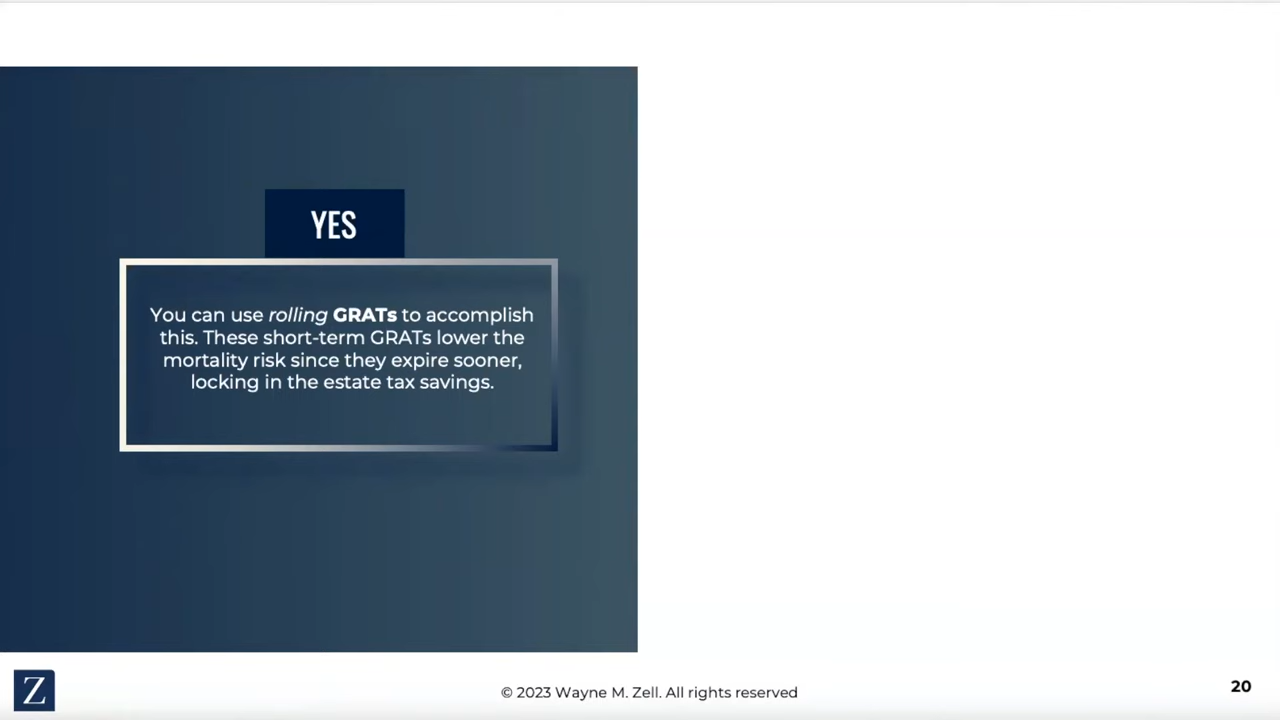 YES
You can use rolling GRATs to accomplish
this. These short-term GRATs lower the
mortality risk since they expire sooner,
locking in the estate tax savings.
Z
© 2023 Wayne M. Zell. All rights reserved
20